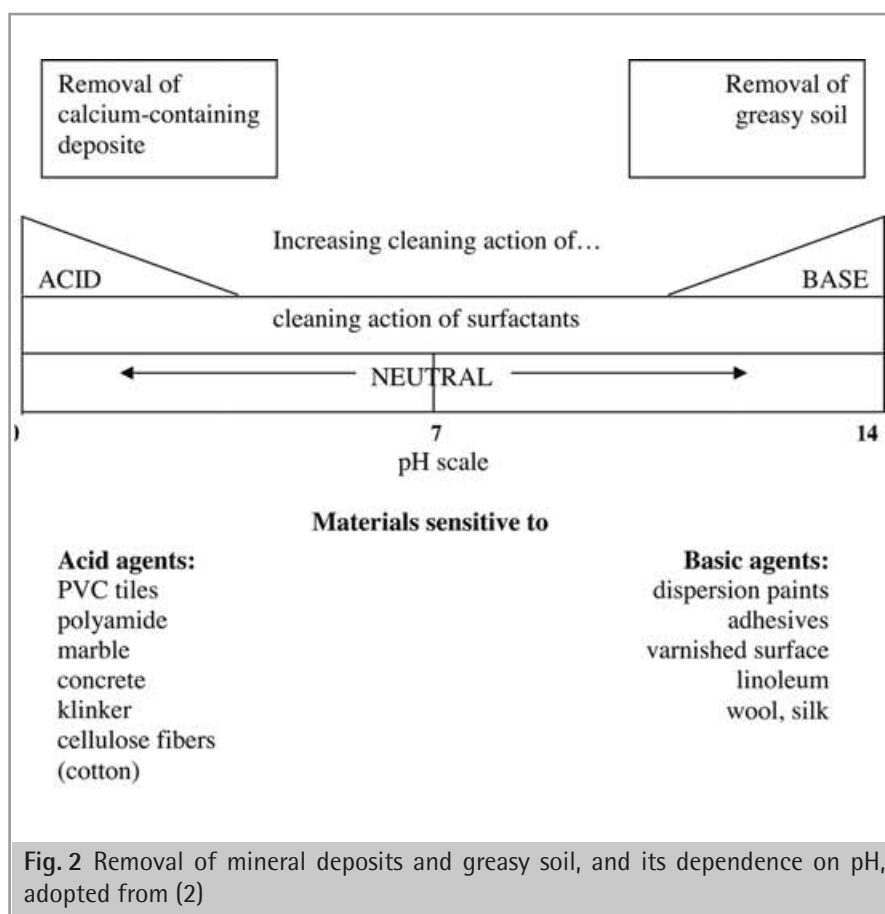 Removal of
calcium-containing
deposite
Removal of
greasy soil
Increasing cleaning action of...
ACID
BASE
cleaning action of surfactants
NEUTRAL
7
14
pH scale
Materials sensitive to
Acid agents:
PVC tiles
polyamide
marble
concrete
klinker
cellulose fibers
(cotton)
Basic agents:
dispersion paints
adhesives
varnished surface
linoleum
wool, silk
Fig. 2 Removal of mineral deposits and greasy soil, and its dependence on pH,
adopted from (2)